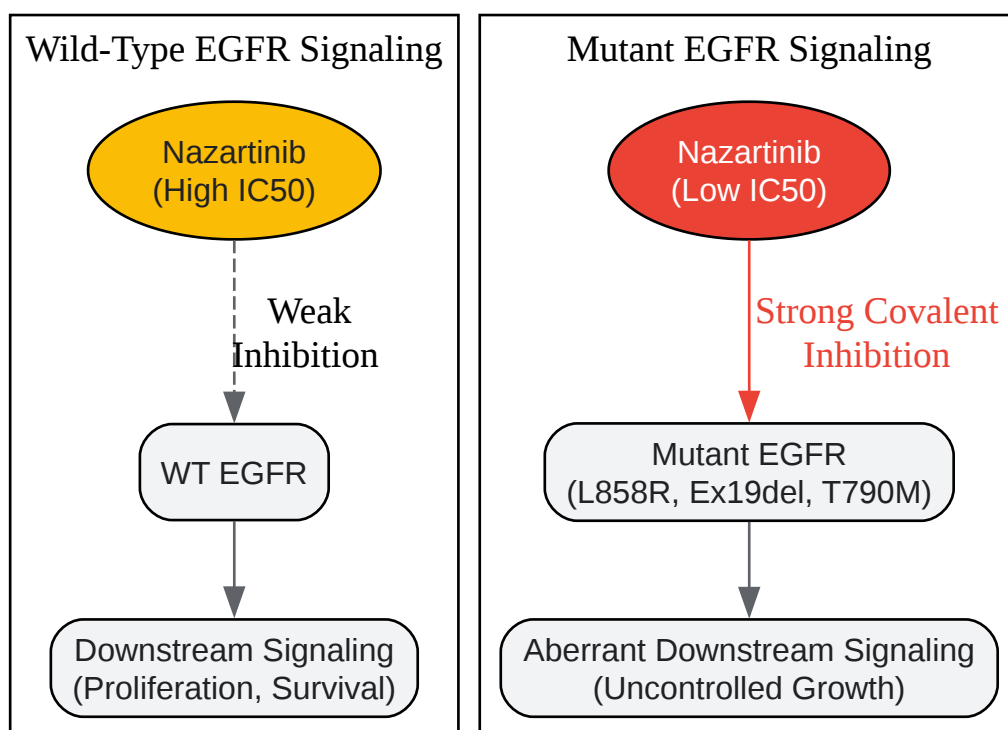 Wild-Type EGFR Signaling
Nazartinib
(High IC50)
Weak
Inhibition
WT EGFR
Downstream Signaling
(Proliferation, Survival)
Mutant EGFR Signaling
Nazartinib
(Low IC50)
Strong Covalent
Inhibition
Mutant EGFR
(L858R, Ex19del, T790M)
Aberrant Downstream Signaling
(Uncontrolled Growth)